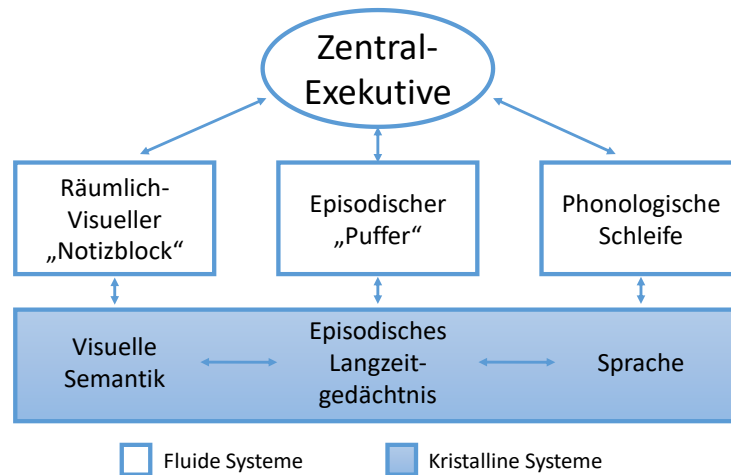 Zentral-
Exekutive
Räumlich-
Visueller
„Notizblock“
Episodischer
„Puffer“
Phonologische
Schleife
Visuelle
Semantik
Episodisches
Langzeit-
gedächtnis
Sprache
Fluide Systeme
Kristalline Systeme